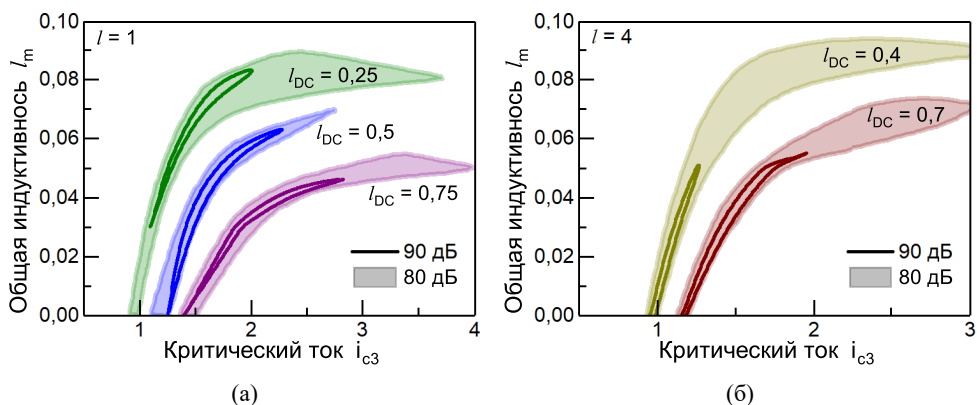 Общая индуктивнось lm
0,10
0,08
0,06
0,04
0,02
0,00
l = 1
lDC = 0,25
lDC = 0,5
lDC = 0,75
90 дБ
80 дБ
1 2 3 4
Критический ток ic3
(а)
Общая индуктивнось lm
0,10
0,08
0,06
0,04
0,02
0,00
l = 4
lDC = 0,4
lDC = 0,7
90 дБ
80 дБ
1 2 3
Критический ток ic3
(б)